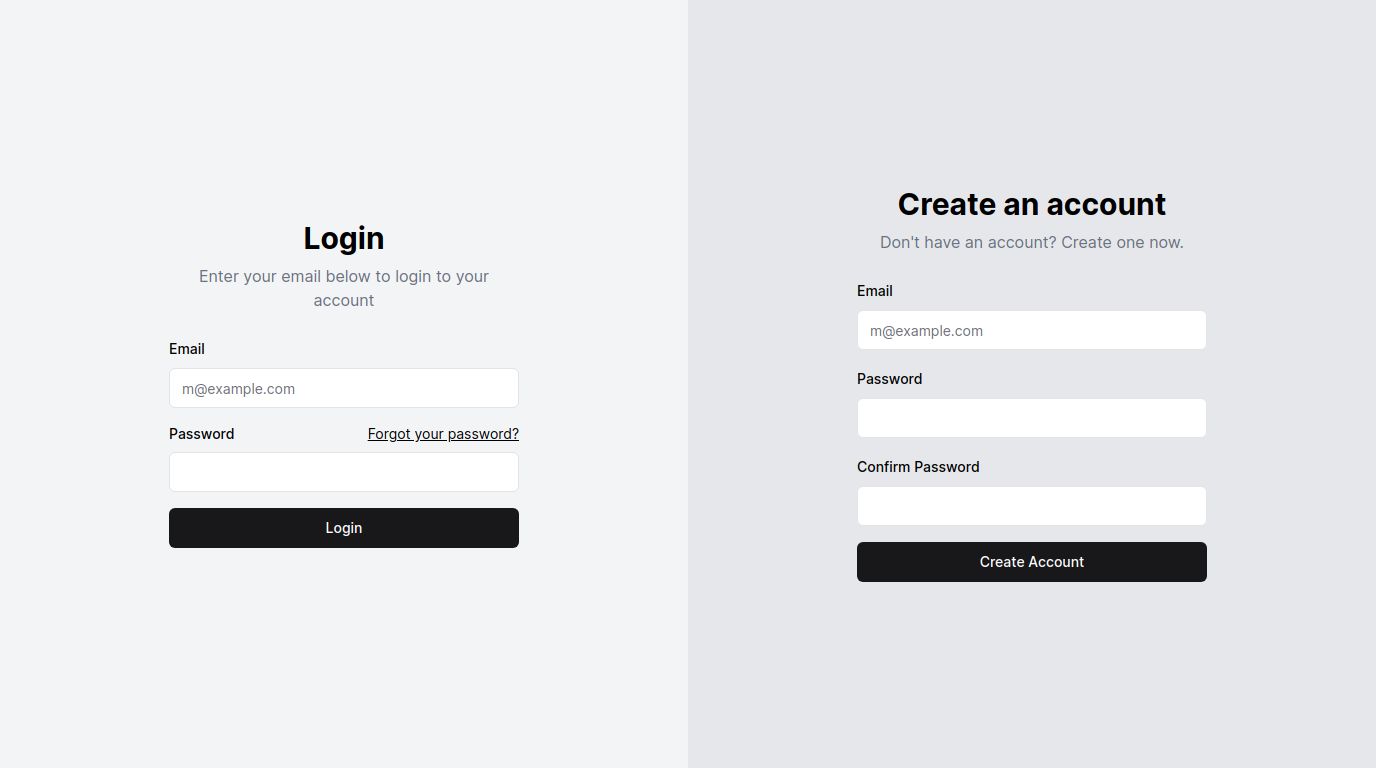 Login
Enter your email below to login to your
account
Email
m@example.com
Password
Forgot your password?
Login
Create an account
Don't have an account? Create one now.
Email
m@example.com
Password
Confirm Password
Create Account